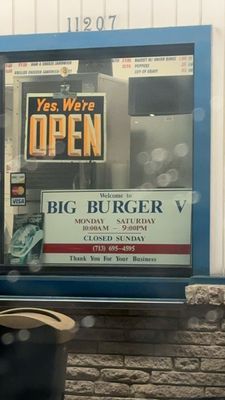 11207
Yes, We're
OPEN
VISA
Welcome to
BIG BURGER V
MONDAY SATURDAY
10:00AM - 9:00PM
CLOSED SUNDAY
(713) 695-4595
Thank You For Your Business